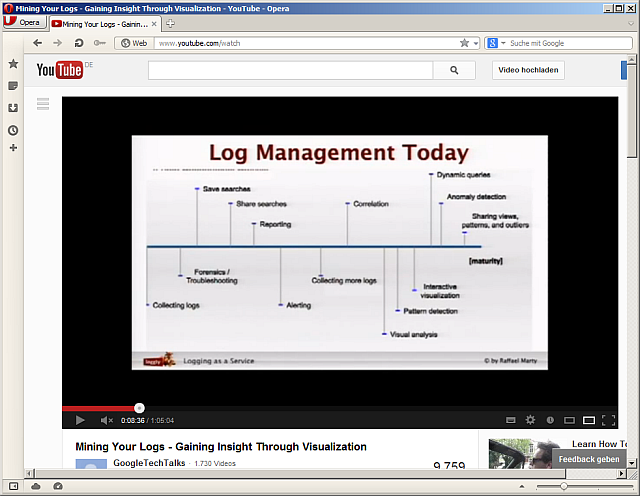 Mining Your Logs - Gaining Insight Through Visualization - YouTube - Opera
Opera
Mining Your Logs - Gainin...
Web
www.youtube.com/watch
Suche mit Google
YouTube DE
Video hochladen
Log Management Today
Dynamic queries
Save searches
Anomaly detection
Share searches
Correlation
Sharing views,
patterns, and outliers
Reporting
[maturity]
Forensics /
Troubleshooting
Collecting more logs
Interactive
visualization
Collecting logs
Alerting
Pattern detection
Visual analysis
loggly
Logging as a Service
© by Raffael Marty
0:08:36 / 1:05:04
Mining Your Logs - Gaining Insight Through Visualization
GoogleTechTalks · 1.730 Videos
9.759
Learn How To
Feedback geben